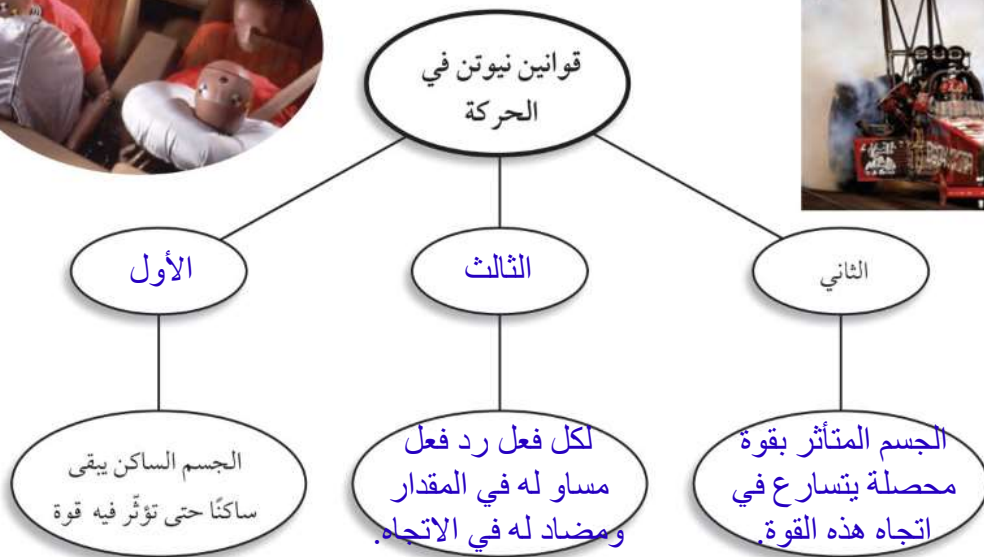 قوانين نيوتن في
الحركة
الثاني
الثالث
الأول
الجسم المتأثر بقوة
محصلة يتسارع في
اتجاه هذه القوة.
لكل فعل رد فعل
مساو له في المقدار
ومضاد له في الاتجاه.
الجسم الساكن يبقى
ساكنًا حتى تؤثّر فيه قوة